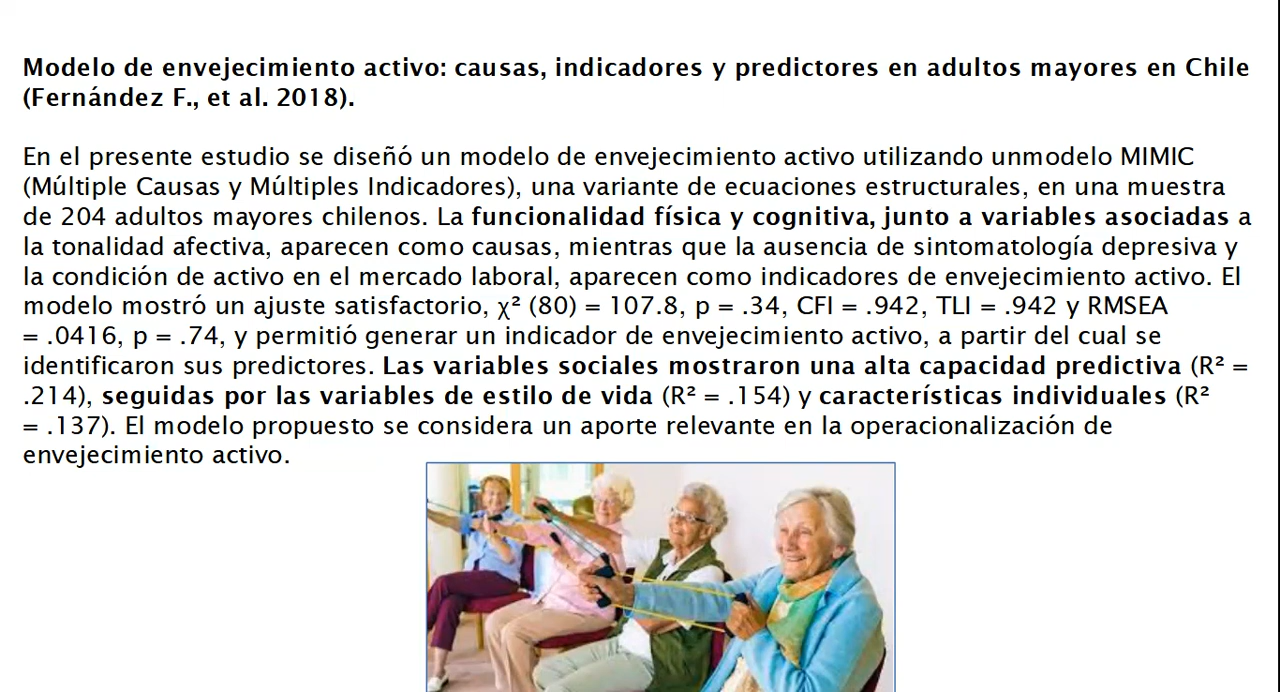 Modelo de envejecimiento activo: causas, indicadores y predictores en adultos mayores en Chile
(Fernández F., et al. 2018).
En el presente estudio se diseñó un modelo de envejecimiento activo utilizando unmodelo MIMIC
(Múltiple Causas y Múltiples Indicadores), una variante de ecuaciones estructurales, en una muestra
de 204 adultos mayores chilenos. La funcionalidad física y cognitiva, junto a variables asociadas a
la tonalidad afectiva, aparecen como causas, mientras que la ausencia de sintomatología depresiva y
la condición de activo en el mercado laboral, aparecen como indicadores de envejecimiento activo. El
modelo mostró un ajuste satisfactorio, χ² (80) = 107.8, p = .34, CFI = .942, TLI = .942 y RMSEA
= .0416, p = .74, y permitió generar un indicador de envejecimiento activo, a partir del cual se
identificaron sus predictores. Las variables sociales mostraron una alta capacidad predictiva (R² =
.214), seguidas por las variables de estilo de vida (R² = .154) y características individuales (R²
= .137). El modelo propuesto se considera un aporte relevante en la operacionalización de
envejecimiento activo.